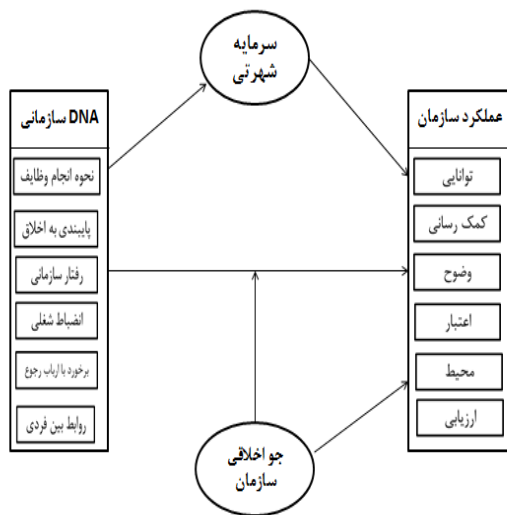 سرمایه
شهرتی
DNA سازمانی
نحوه انجام وظایف
پایبندی به اخلاق
رفتار سازمانی
انضباط شغلی
برخورد با ارباب رجوع
روابط بین فردی
عملکرد سازمان
توانایی
کمک رسانی
وضوح
اعتبار
محیط
ارزیابی
جو اخلاقی
سازمان